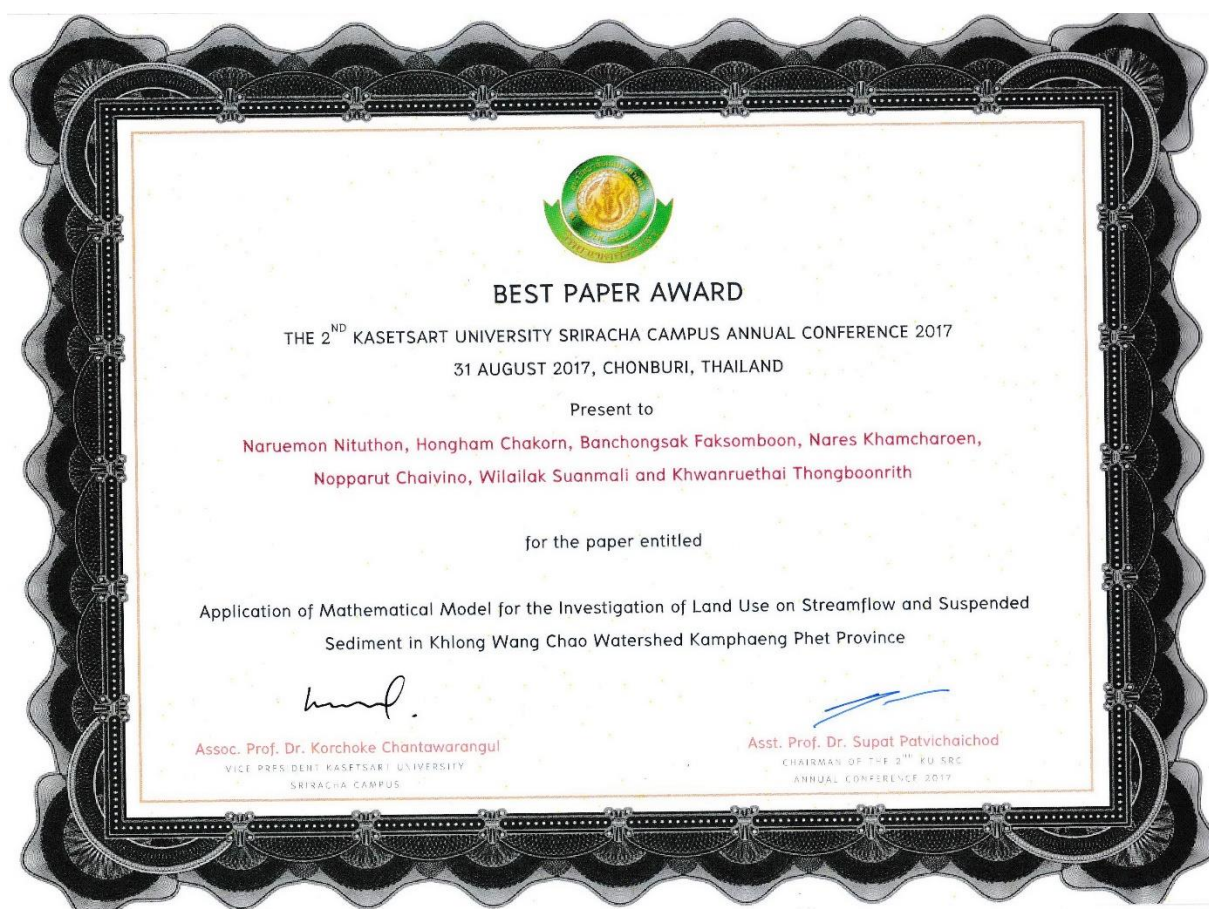 BEST PAPER AWARD
THE 2ND KASETSART UNIVERSITY SRIRACHA CAMPUS ANNUAL CONFERENCE 2017
31 AUGUST 2017, CHONBURI, THAILAND
Present to
Naruemon Nituthon, Hongham Chakorn, Banchongsak Faksomboon, Nares Khamcharoen,
Nopparut Chaivino, Wilailak Suanmali and Khwanruethai Thongboonrith
for the paper entitled
Application of Mathematical Model for the Investigation of Land Use on Streamflow and Suspended
Sediment in Khlong Wang Chao Watershed Kamphaeng Phet Province
Assoc. Prof. Dr. Korchoke Chantawarangul
VICE PRESIDENT KASETSART UNIVERSITY
SRIRACHA CAMPUS
Asst. Prof. Dr. Supat Patvichaichod
CHAIRMAN OF THE 2ND KU SRC
ANNUAL CONFERENCE 2017